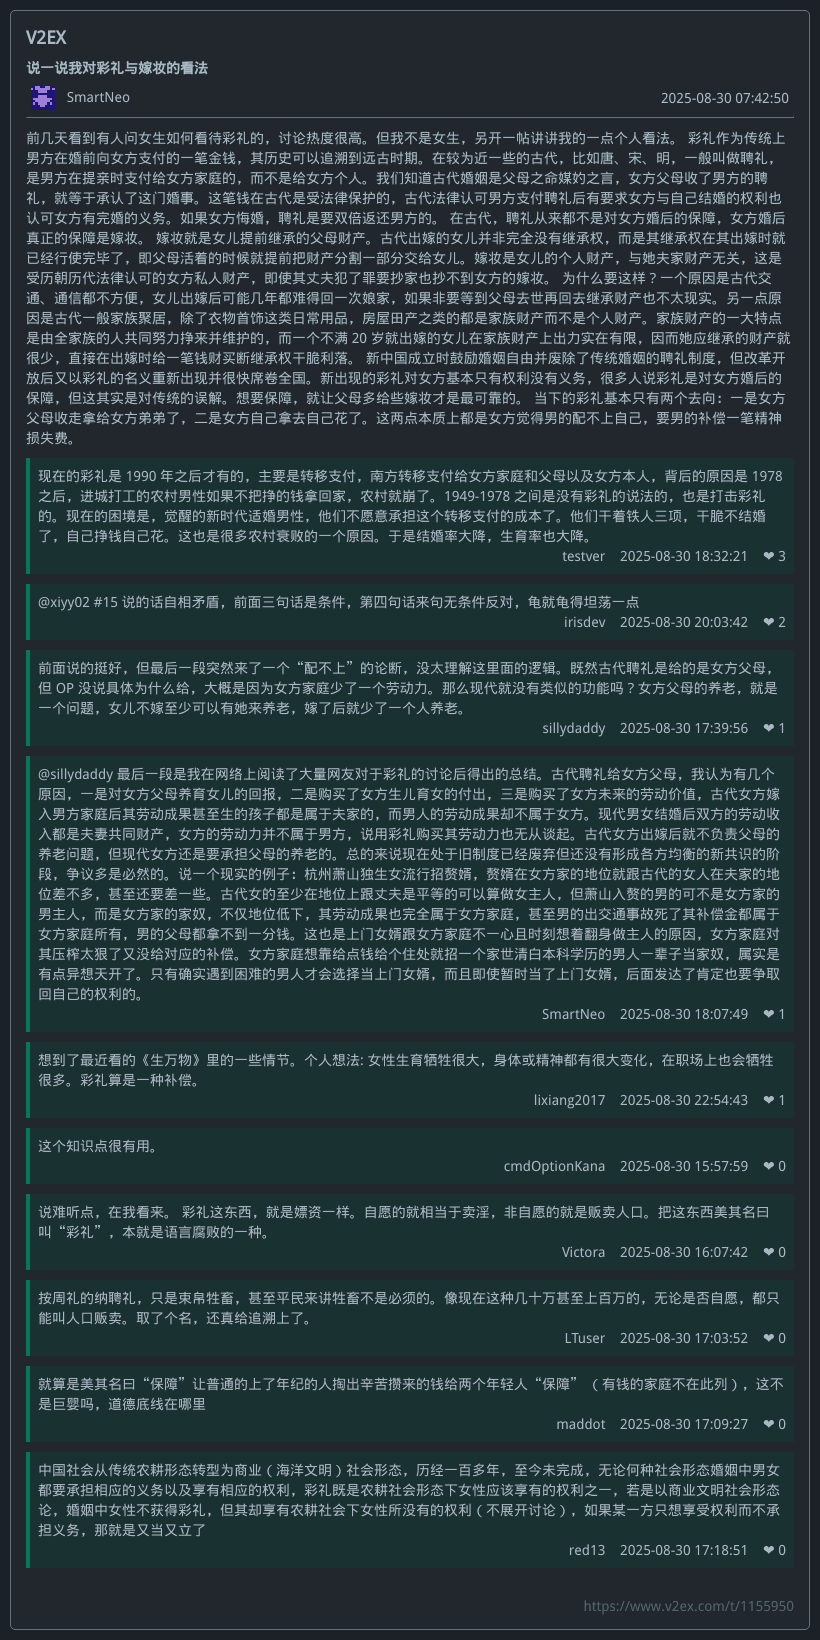 V2EX
说一说我对彩礼与嫁妆的看法
SmartNeo 2025-08-30 07:42:50
前几天看到有人问女生如何看待彩礼的，讨论热度很高。但我不是女生，另开一帖讲讲我的一点个人看法。 彩礼作为传统上
男方在婚前向女方支付的一笔金钱，其历史可以追溯到远古时期。在较为近一些的古代，比如唐、宋、明，一般叫做聘礼，
是男方在提亲时支付给女方家庭的，而不是给女方个人。我们知道古代婚姻是父母之命媒妁之言，女方父母收了男方的聘
礼，就等于承认了这门婚事。这笔钱在古代是受法律保护的，古代法律认可男方支付聘礼后有要求女方与自己结婚的权利也
认可女方有完婚的义务。如果女方悔婚，聘礼是要双倍返还男方的。 在古代，聘礼从来都不是对女方婚后的保障，女方婚后
真正的保障是嫁妆。 嫁妆就是女儿提前继承的父母财产。古代出嫁的女儿并非完全没有继承权，而是其继承权在其出嫁时就
已经行使完毕了，即父母活着的时候就提前把财产分割一部分交给女儿。嫁妆是女儿的个人财产，与她夫家财产无关，这是
受历朝历代法律认可的女方私人财产，即使其丈夫犯了罪要抄家也抄不到女方的嫁妆。 为什么要这样？一个原因是古代交
通、通信都不方便，女儿出嫁后可能几年都难得回一次娘家，如果非要等到父母去世再回去继承财产也不太现实。另一点原
因是古代一般家族聚居，除了衣物首饰这类日常用品，房屋田产之类的都是家族财产而不是个人财产。家族财产的一大特点
是由全家族的人共同努力挣来并维护的，而一个不满 20 岁就出嫁的女儿在家族财产上出力实在有限，因而她应继承的财产就
很少，直接在出嫁时给一笔钱财买断继承权干脆利落。 新中国成立时鼓励婚姻自由并废除了传统婚姻的聘礼制度，但改革开
放后又以彩礼的名义重新出现并很快席卷全国。新出现的彩礼对女方基本只有权利没有义务，很多人说彩礼是对女方婚后的
保障，但这其实是对传统的误解。想要保障，就让父母多给些嫁妆才是最可靠的。 当下的彩礼基本只有两个去向：一是女方
父母收走拿给女方弟弟了，二是女方自己拿去自己花了。这两点本质上都是女方觉得男的配不上自己，要男的补偿一笔精神
损失费。
现在的彩礼是 1990 年之后才有的，主要是转移支付，南方转移支付给女方家庭和父母以及女方本人，背后的原因是 1978
之后，进城打工的农村男性如果不把挣的钱拿回家，农村就崩了。1949-1978 之间是没有彩礼的说法的，也是打击彩礼
的。现在的困境是，觉醒的新时代适婚男性，他们不愿意承担这个转移支付的成本了。他们干着铁人三项，干脆不结婚
了，自己挣钱自己花。这也是很多农村衰败的一个原因。于是结婚率大降，生育率也大降。
testver 2025-08-30 18:32:21 ❤ 3
@xiyy02 #15 说的话自相矛盾，前面三句话是条件，第四句话来句无条件反对，龟就龟得坦荡一点
irisdev 2025-08-30 20:03:42 ❤ 2
前面说的挺好，但最后一段突然来了一个“配不上”的论断，没太理解这里面的逻辑。既然古代聘礼是给的是女方父母，
但 OP 没说具体为什么给，大概是因为女方家庭少了一个劳动力。那么现代就没有类似的功能吗？女方父母的养老，就是
一个问题，女儿不嫁至少可以有她来养老，嫁了后就少了一个人养老。
sillydaddy 2025-08-30 17:39:56 ❤ 1
@sillydaddy 最后一段是我在网络上阅读了大量网友对于彩礼的讨论后得出的总结。古代聘礼给女方父母，我认为有几个
原因，一是对女方父母养育女儿的回报，二是购买了女方生儿育女的付出，三是购买了女方未来的劳动价值，古代女方嫁
入男方家庭后其劳动成果甚至生的孩子都是属于夫家的，而男人的劳动成果却不属于女方。现代男女结婚后双方的劳动收
入都是夫妻共同财产，女方的劳动力并不属于男方，说用彩礼购买其劳动力也无从谈起。古代女方出嫁后就不负责父母的
养老问题，但现代女方还是要承担父母的养老的。总的来说现在处于旧制度已经废弃但还没有形成各方均衡的新共识的阶
段，争议多是必然的。说一个现实的例子：杭州萧山独生女流行招赘婿，赘婿在女方家的地位就跟古代的女人在夫家的地
位差不多，甚至还要差一些。古代女的至少在地位上跟丈夫是平等的可以算做女主人，但萧山入赘的男的可不是女方家的
男主人，而是女方家的家奴，不仅地位低下，其劳动成果也完全属于女方家庭，甚至男的出交通事故死了其补偿金都属于
女方家庭所有，男的父母都拿不到一分钱。这也是上门女婿跟女方家庭不一心且时刻想着翻身做主人的原因，女方家庭对
其压榨太狠了又没给对应的补偿。女方家庭想靠给点钱给个住处就招一个家世清白本科学历的男人一辈子当家奴，属实是
有点异想天开了。只有确实遇到困难的男人才会选择当上门女婿，而且即使暂时当了上门女婿，后面发达了肯定也要争取
回自己的权利的。
SmartNeo 2025-08-30 18:07:49 ❤ 1
想到了最近看的《生万物》里的一些情节。个人想法: 女性生育牺牲很大，身体或精神都有很大变化，在职场上也会牺牲
很多。彩礼算是一种补偿。
lixiang2017 2025-08-30 22:54:43 ❤ 1
这个知识点很有用。
cmdOptionKana 2025-08-30 15:57:59 ❤ 0
说难听点，在我看来。 彩礼这东西，就是嫖资一样。自愿的就相当于卖淫，非自愿的就是贩卖人口。把这东西美其名曰
叫“彩礼”，本就是语言腐败的一种。
Victora 2025-08-30 16:07:42 ❤ 0
按周礼的纳聘礼，只是束帛牲畜，甚至平民来讲牲畜不是必须的。像现在这种几十万甚至上百万的，无论是否自愿，都只
能叫人口贩卖。取了个名，还真给追溯上了。
LTuser 2025-08-30 17:03:52 ❤ 0
就算是美其名曰“保障”让普通的上了年纪的人掏出辛苦攒来的钱给两个年轻人“保障” （有钱的家庭不在此列），这不
是巨婴吗，道德底线在哪里
maddot 2025-08-30 17:09:27 ❤ 0
中国社会从传统农耕形态转型为商业（海洋文明）社会形态，历经一百多年，至今未完成，无论何种社会形态婚姻中男女
都要承担相应的义务以及享有相应的权利，彩礼既是农耕社会形态下女性应该享有的权利之一，若是以商业文明社会形态
论，婚姻中女性不获得彩礼，但其却享有农耕社会下女性所没有的权利（不展开讨论），如果某一方只想享受权利而不承
担义务，那就是又当又立了
red13 2025-08-30 17:18:51 ❤ 0
https://www.v2ex.com/t/1155950